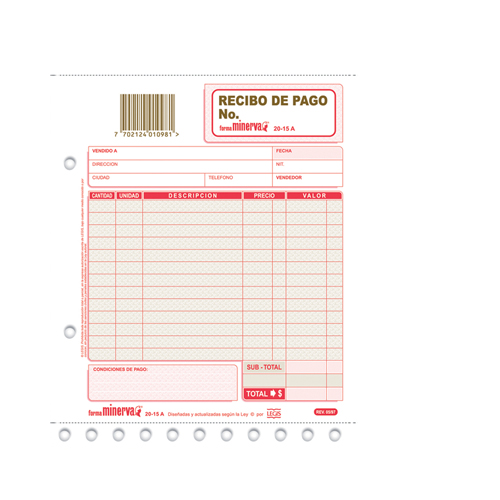 RECIBO DE PAGO
No.
forma minerva 20-15 A
7 702124 010981 >
VENDIDO A FECHA
DIRECCION NIT.
CIUDAD TELEFONO VENDEDOR
CANTIDAD UNIDAD DESCRIPCION PRECIO VALOR
CONDICIONES DE PAGO:
SUB - TOTAL
TOTAL $
forma minerva 20-15 A Diseñadas y actualizadas según la Ley ® por LEGIS
REV. 02/97